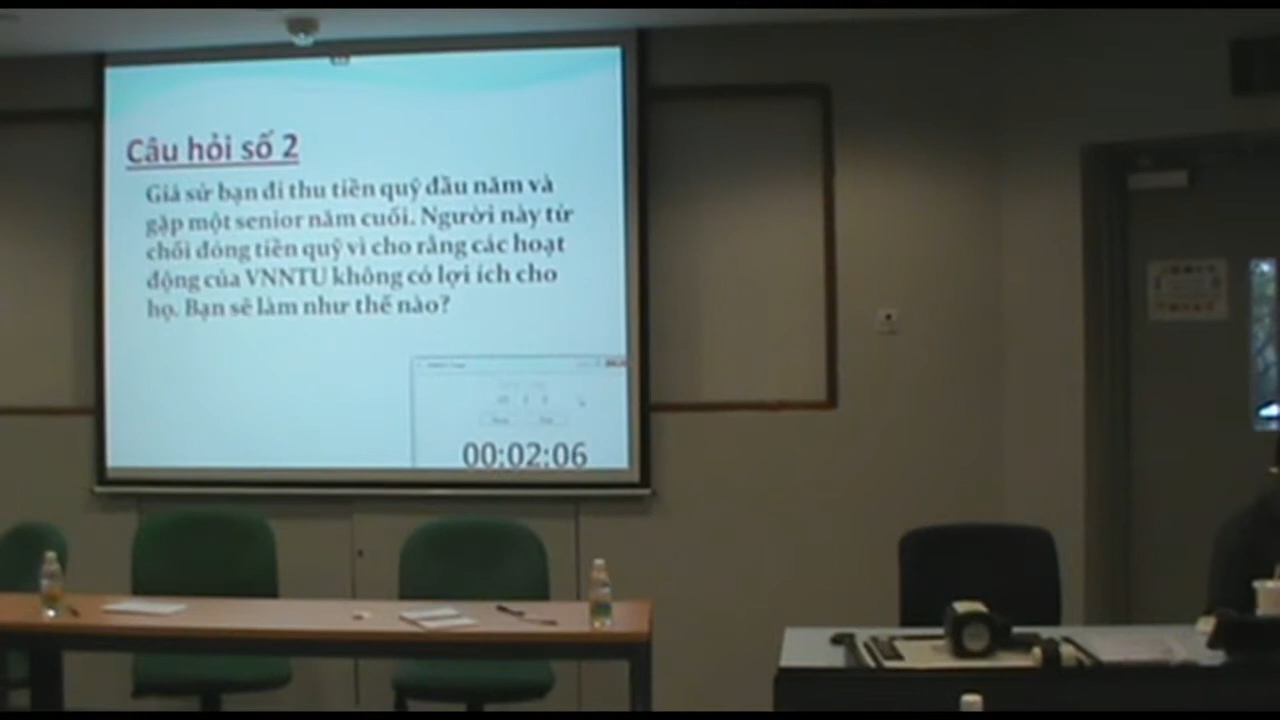 Câu hỏi số 2
Giả sử bạn đi thu tiền quỹ đầu năm và
gặp một senior năm cuối. Người này từ
chối đóng tiền quỹ vì cho rằng các hoạt
động của VNNTU không có lợi ích cho
họ. Bạn sẽ làm như thế nào?
00:02:06